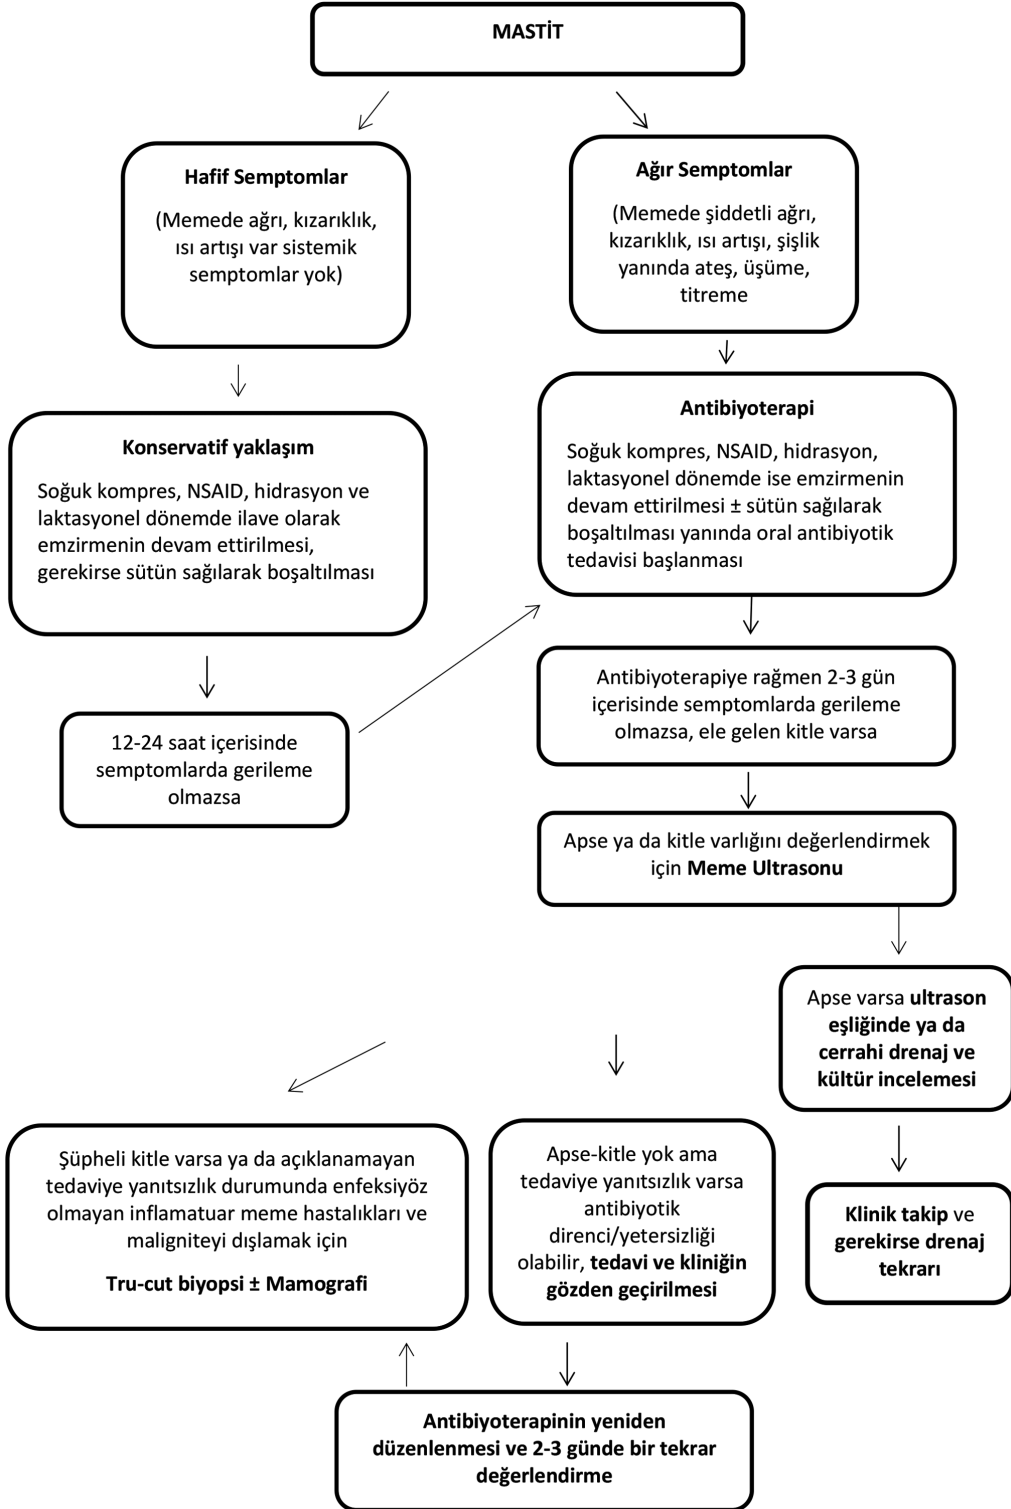 MASTİT
Hafif Semptomlar
(Memede ağrı, kızarıklık,
ısı artışı var sistemik
semptomlar yok)
Ağır Semptomlar
(Memede şiddetli ağrı,
kızarıklık, ısı artışı, şişlik
yanında ateş, üşüme,
titreme
Konservatif yaklaşım
Soğuk kompres, NSAID, hidrasyon ve
laktasyonel dönemde ilave olarak
emzirmenin devam ettirilmesi,
gerekirse sütün sağılarak boşaltılması
Antibiyoterapi
Soğuk kompres, NSAID, hidrasyon,
laktasyonel dönemde ise emzirmenin
devam ettirilmesi ± sütün sağılarak
boşaltılması yanında oral antibiyotik
tedavisi başlanması
12-24 saat içerisinde
semptomlarda gerileme
olmazsa
Antibiyoterapiye rağmen 2-3 gün
içerisinde semptomlarda gerileme
olmazsa, ele gelen kitle varsa
Apse ya da kitle varlığını değerlendirmek
için Meme Ultrasonu
Apse varsa ultrason
eşliğinde ya da
cerrahi drenaj ve
kültür incelemesi
Şüpheli kitle varsa ya da açıklanamayan
tedaviye yanıtsızlık durumunda enfeksiyöz
olmayan inflamatuar meme hastalıkları ve
maligniteyi dışlamak için
Tru-cut biyopsi ± Mamografi
Apse-kitle yok ama
tedaviye yanıtsızlık varsa
antibiyotik
direnci/yetersizliği
olabilir, tedavi ve kliniğin
gözden geçirilmesi
Klinik takip ve
gerekirse drenaj
tekrarı
Antibiyoterapinin yeniden
düzenlenmesi ve 2-3 günde bir tekrar
değerlendirme